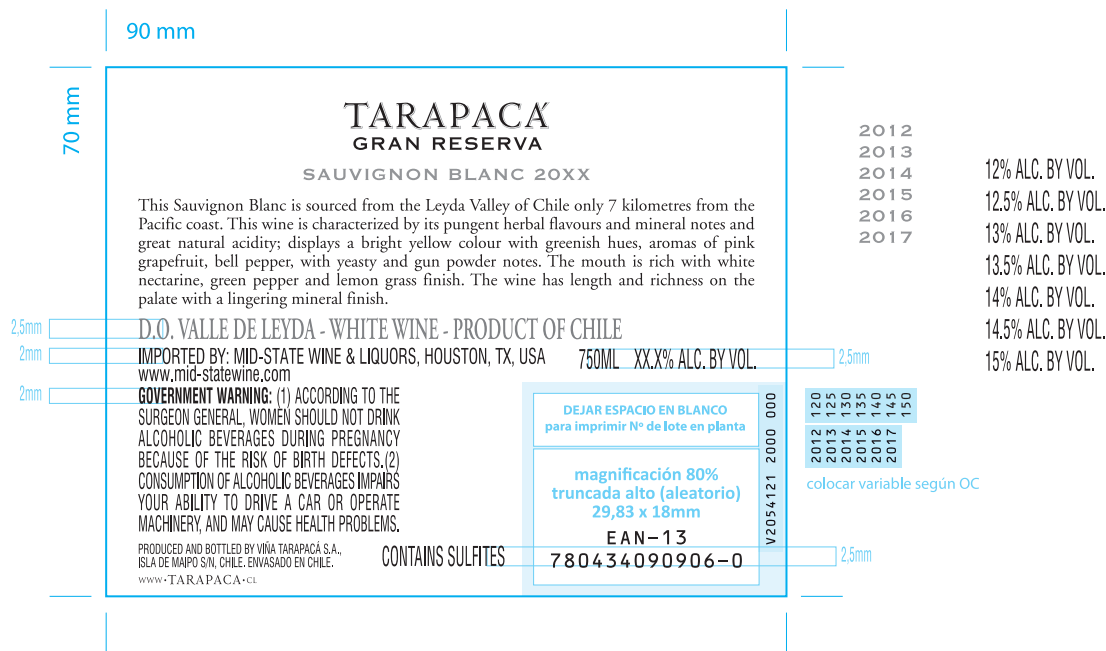 90 mm
70 mm
TARAPACÁ
GRAN RESERVA
SAUVIGNON BLANC 20XX
This Sauvignon Blanc is sourced from the Leyda Valley of Chile only 7 kilometres from the
Pacific coast. This wine is characterized by its pungent herbal flavours and mineral notes and
great natural acidity; displays a bright yellow colour with greenish hues, aromas of pink
grapefruit, bell pepper, with yeasty and gun powder notes. The mouth is rich with white
nectarine, green pepper and lemon grass finish. The wine has length and richness on the
palate with a lingering mineral finish.
2,5mm
D.O. VALLE DE LEYDA - WHITE WINE - PRODUCT OF CHILE
2mm
IMPORTED BY: MID-STATE WINE & LIQUORS, HOUSTON, TX, USA
www.mid-statewine.com
750ML XX.X% ALC. BY VOL.
2,5mm
2mm
GOVERNMENT WARNING: (1) ACCORDING TO THE
SURGEON GENERAL, WOMEN SHOULD NOT DRINK
ALCOHOLIC BEVERAGES DURING PREGNANCY
BECAUSE OF THE RISK OF BIRTH DEFECTS.(2)
CONSUMPTION OF ALCOHOLIC BEVERAGES IMPAIRS
YOUR ABILITY TO DRIVE A CAR OR OPERATE
MACHINERY, AND MAY CAUSE HEALTH PROBLEMS.
PRODUCED AND BOTTLED BY VIÑA TARAPACÁ S.A.,
ISLA DE MAIPO S/N, CHILE. ENVASADO EN CHILE.
WWW•TARAPACA•CL
CONTAINS SULFITES
DEJAR ESPACIO EN BLANCO
para imprimir Nº de lote en planta
magnificación 80%
truncada alto (aleatorio)
29,83 x 18mm
EAN-13
780434090906-0
2,5mm
V2054121 2000 000
2012
2013
2014
2015
2016
2017
12% ALC. BY VOL.
12.5% ALC. BY VOL.
13% ALC. BY VOL.
13.5% ALC. BY VOL.
14% ALC. BY VOL.
14.5% ALC. BY VOL.
15% ALC. BY VOL.
2012 120
2013 125
2014 130
2015 135
2016 140
2017 145
150
colocar variable según OC